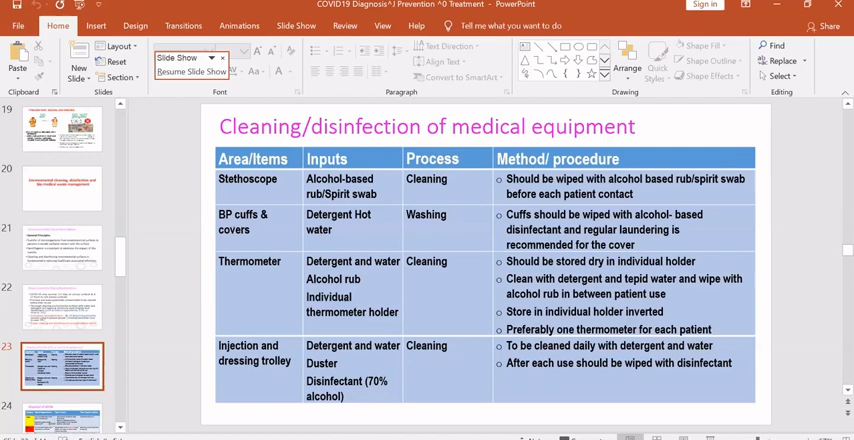 COVID19 Diagnosis^J Prevention ^0 Treatment - PowerPoint
Sign in
File Home Insert Design Transitions Animations Slide Show Review View Help Tell me what you want to do
Share
Paste
New
Slide
Layout
Reset
Section
Slide Show
Resume Slide Show
Aa
A
Text Direction
Align Text
Convert to SmartArt
Arrange
Quick
Styles
Shape Fill
Shape Outline
Shape Effects
Find
Replace
Select
Clipboard
Slides
Font
Paragraph
Drawing
Editing
19
20
21
22
23
24
Cleaning/disinfection of medical equipment
Area/Items Inputs Process Method/ procedure
Stethoscope
Alcohol-based
rub/Spirit swab
Cleaning
Should be wiped with alcohol based rub/spirit swab
before each patient contact
BP cuffs &
covers
Detergent Hot
water
Washing
Cuffs should be wiped with alcohol- based
disinfectant and regular laundering is
recommended for the cover
Thermometer
Detergent and water
Alcohol rub
Individual
thermometer holder
Cleaning
Should be stored dry in individual holder
Clean with detergent and tepid water and wipe with
alcohol rub in between patient use
Store in individual holder inverted
Preferably one thermometer for each patient
Injection and
dressing trolley
Detergent and water
Duster
Disinfectant (70%
alcohol)
Cleaning
To be cleaned daily with detergent and water
After each use should be wiped with disinfectant